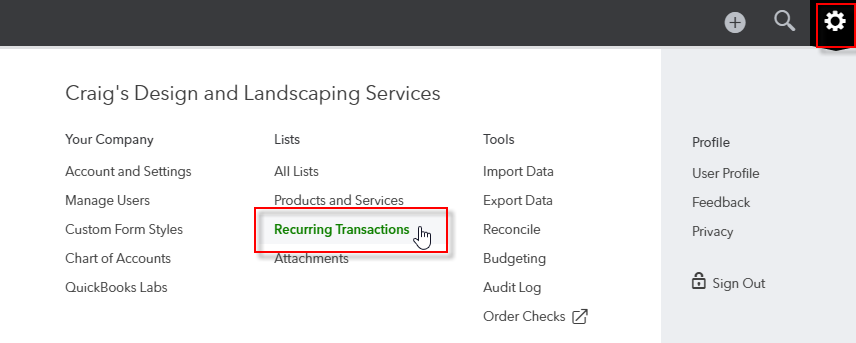 Craig's Design and Landscaping Services
Your Company
Account and Settings
Manage Users
Custom Form Styles
Chart of Accounts
QuickBooks Labs
Lists
All Lists
Products and Services
Recurring Transactions
Attachments
Tools
Import Data
Export Data
Reconcile
Budgeting
Audit Log
Order Checks
Profile
User Profile
Feedback
Privacy
Sign Out